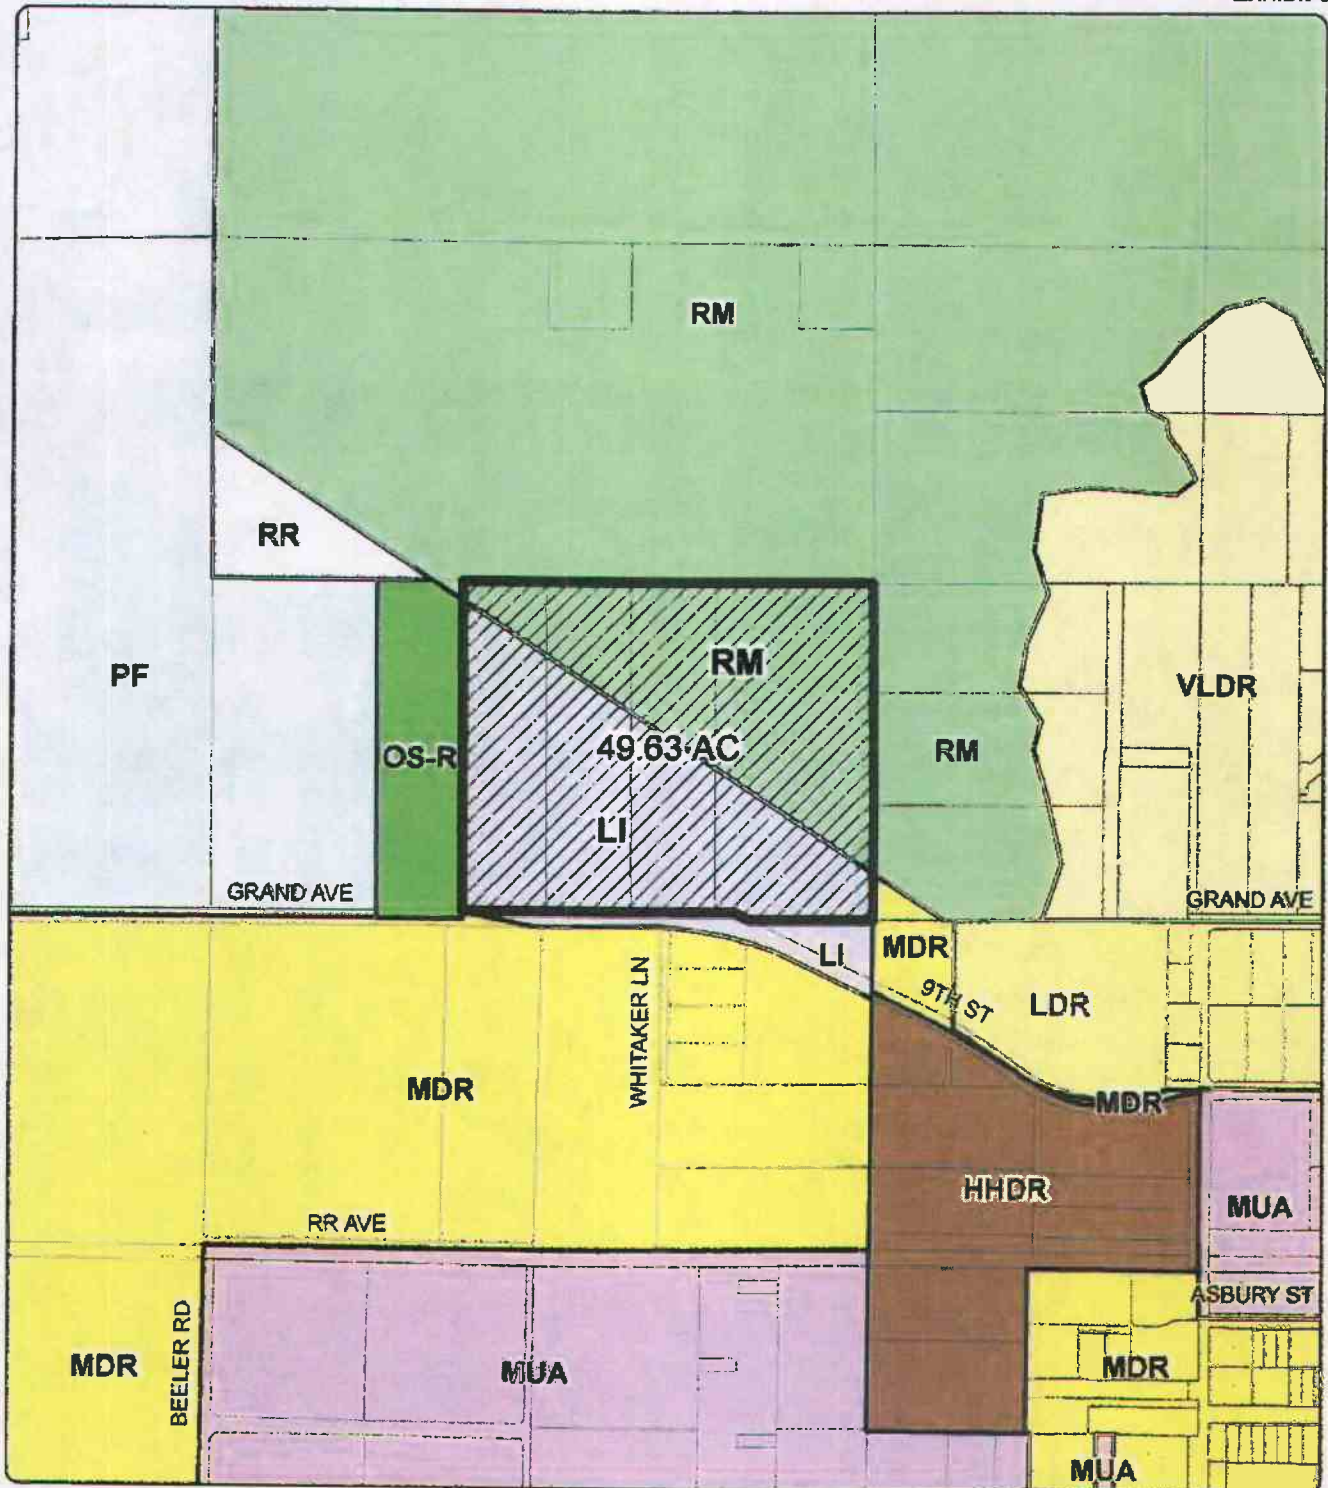 RM
RR
RM
PF
VLDR
49.63 AC
OS-R
RM
LI
GRAND AVE
GRAND AVE
LI
MDR
9TH ST
LDR
WHITAKER LN
MDR
MDR
HHDR
MUA
RR AVE
ASBURY ST
BEELER RD
MDR
MUA
MDR
MUA